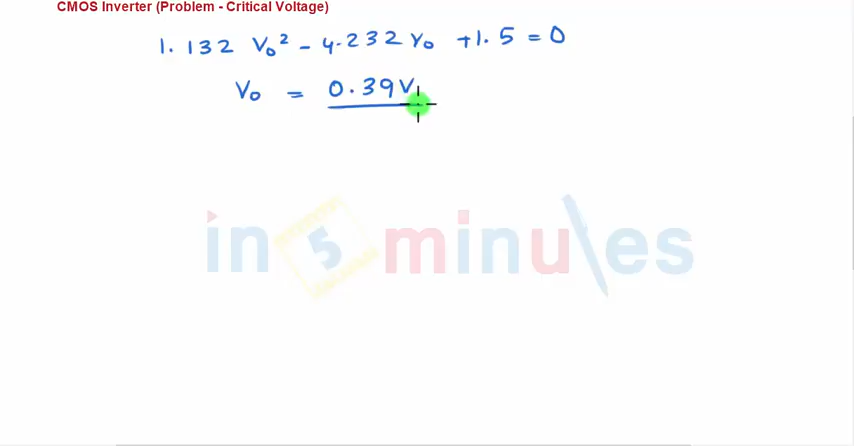 CMOS Inverter (Problem - Critical Voltage)
1.132 V₀² - 4.232 V₀ + 1.5 = 0
V₀ = 0.39V
in 5 minutes